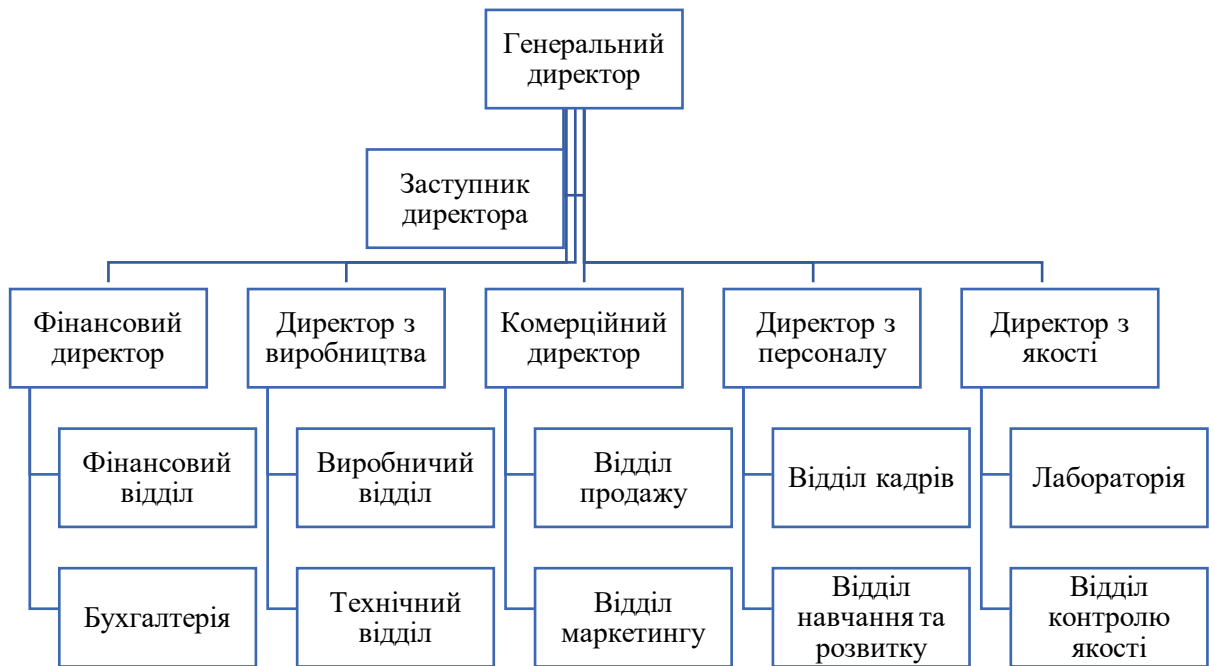 Генеральний
директор
Заступник
директора
Фінансовий
директор
Директор з
виробництва
Комерційний
директор
Директор з
персоналу
Директор з
якості
Фінансовий
відділ
Виробничий
відділ
Відділ
продажу
Відділ кадрів
Лабораторія
Бухгалтерія
Технічний
відділ
Відділ
маркетингу
Відділ
навчання та
розвитку
Відділ
контролю
якості